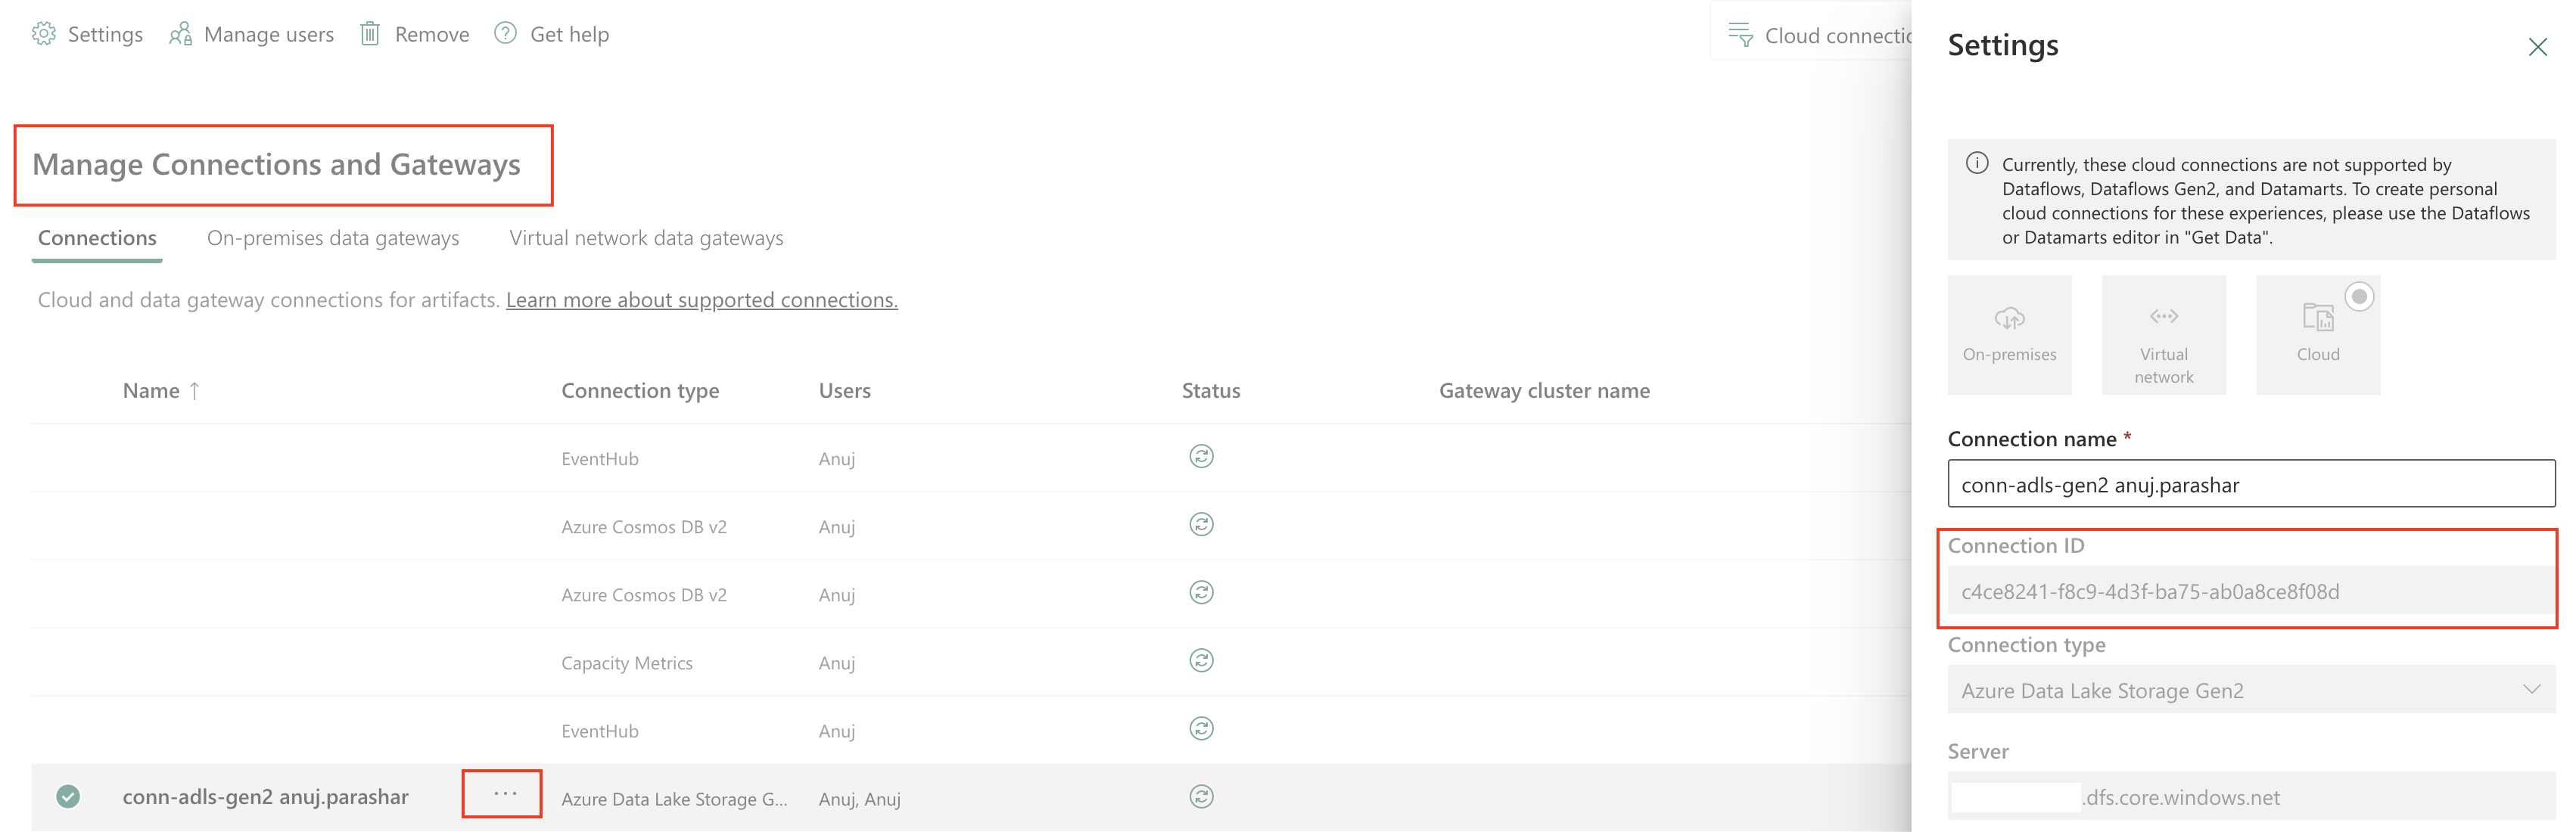 Settings
Manage users
Remove
Get help
Cloud connectio
Manage Connections and Gateways
Connections
On-premises data gateways
Virtual network data gateways
Cloud and data gateway connections for artifacts. Learn more about supported connections.
Name ↑
Connection type
Users
Status
Gateway cluster name
EventHub
Anuj
Azure Cosmos DB v2
Anuj
Azure Cosmos DB v2
Anuj
Capacity Metrics
Anuj
EventHub
Anuj
conn-adls-gen2 anuj.parashar
...
Azure Data Lake Storage G...
Anuj, Anuj
Settings
Currently, these cloud connections are not supported by
Dataflows, Dataflows Gen2, and Datamarts. To create personal
cloud connections for these experiences, please use the Dataflows
or Datamarts editor in "Get Data".
On-premises
Virtual
network
Cloud
Connection name *
conn-adls-gen2 anuj.parashar
Connection ID
c4ce8241-f8c9-4d3f-ba75-ab0a8ce8f08d
Connection type
Azure Data Lake Storage Gen2
Server
.dfs.core.windows.net